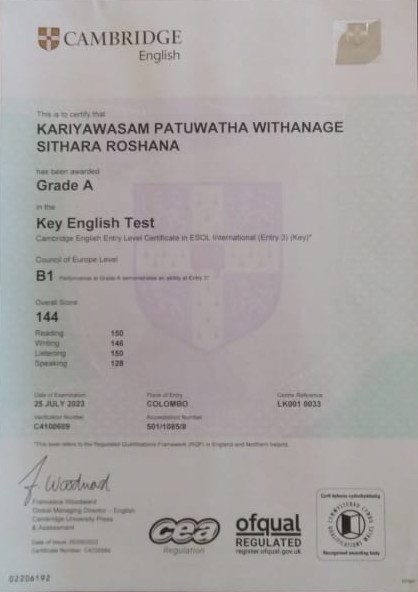 CAMBRIDGE
English
This is to certify that
KARIYAWASAM PATUWATHA WITHANAGE
SITHARA ROSHANA
has been awarded
Grade A
in the
Key English Test
Cambridge English Entry Level Certificate in ESOL International (Entry 3) (Key)*
Council of Europe Level
B1 Performance at Grade A demonstrates an ability at Entry 3*
Overall Score
144
Reading 150
Writing 146
Listening 150
Speaking 128
Date of Examination Place of Entry Centre Reference
25 JULY 2023 COLOMBO LK001 0033
Verification Number Accreditation Number
C4100609 501/1085/8
*This level refers to the Regulated Qualifications Framework (RQF) in England and Northern Ireland.
F Woodward
Francesca Woodward
Global Managing Director – English
Cambridge University Press
& Assessment
Date of Issue
Certificate Number
cea
Regulation
ofqual
REGULATED
register.ofqual.gov.uk
Corff dyfarnu cydnabyddedig
Recognised awarding body
02206192